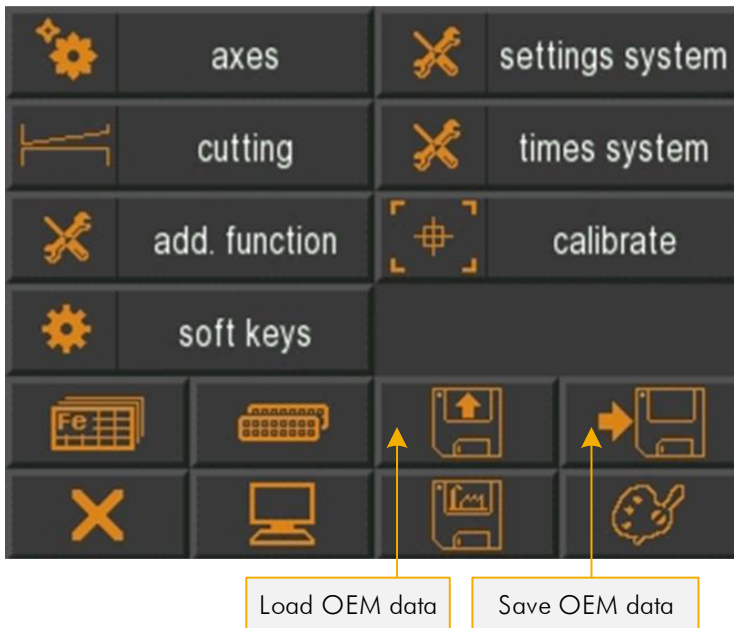 axes
settings system
cutting
times system
add. function
calibrate
soft keys
Fe
Load OEM data
Save OEM data